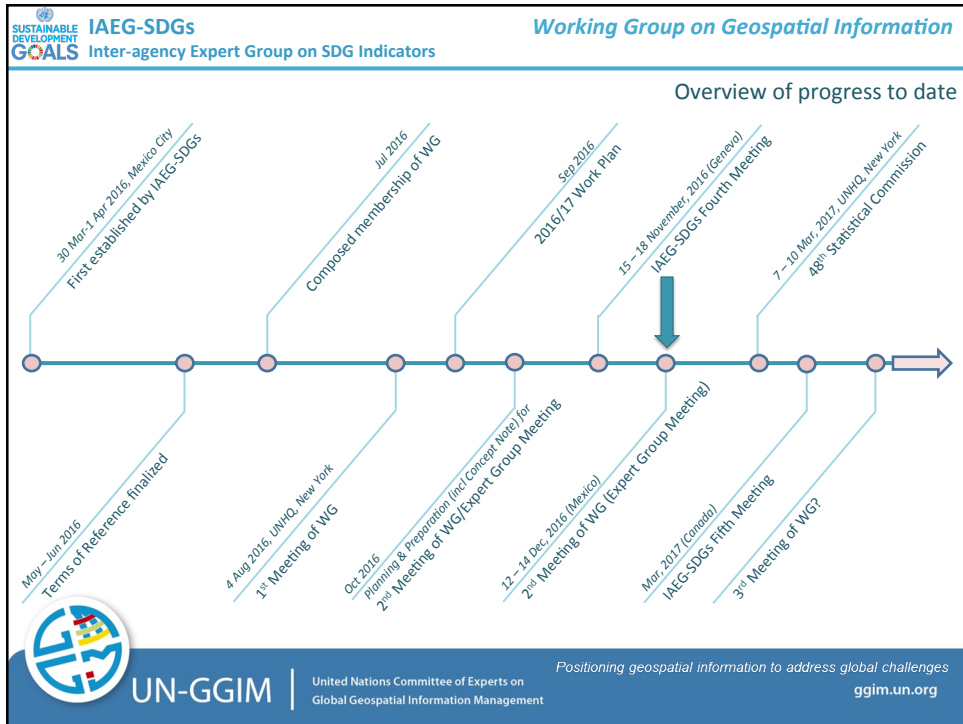 SUSTAINABLE
DEVELOPMENT
GOALS
IAEG-SDGs
Inter-agency Expert Group on SDG Indicators
Working Group on Geospatial Information
Overview of progress to date
30 Mar-1 Apr 2016, Mexico City
First established by IAEG-SDGs
Jul 2016
Composed membership of WG
Sep 2016
2016/17 Work Plan
15 – 18 November, 2016 (Geneva)
IAEG-SDGs Fourth Meeting
7 – 10 Mar, 2017, UNHQ, New York
48th Statistical Commission
May – Jun 2016
Terms of Reference finalized
4 Aug 2016, UNHQ, New York
1st Meeting of WG
Oct 2016
Planning & Preparation (incl Concept Note) for
2nd Meeting of WG/Expert Group Meeting
12 – 14 Dec, 2016 (Mexico)
2nd Meeting of WG (Expert Group Meeting)
Mar, 2017 (Canada)
IAEG-SDGs Fifth Meeting
3rd Meeting of WG?
UN-GGIM
United Nations Committee of Experts on
Global Geospatial Information Management
Positioning geospatial information to address global challenges
ggim.un.org